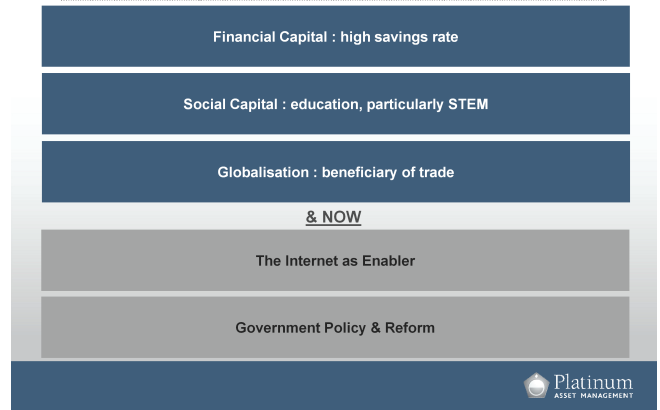 Financial Capital : high savings rate
Social Capital : education, particularly STEM
Globalisation : beneficiary of trade
& NOW
The Internet as Enabler
Government Policy & Reform
Platinum
ASSET MANAGEMENT